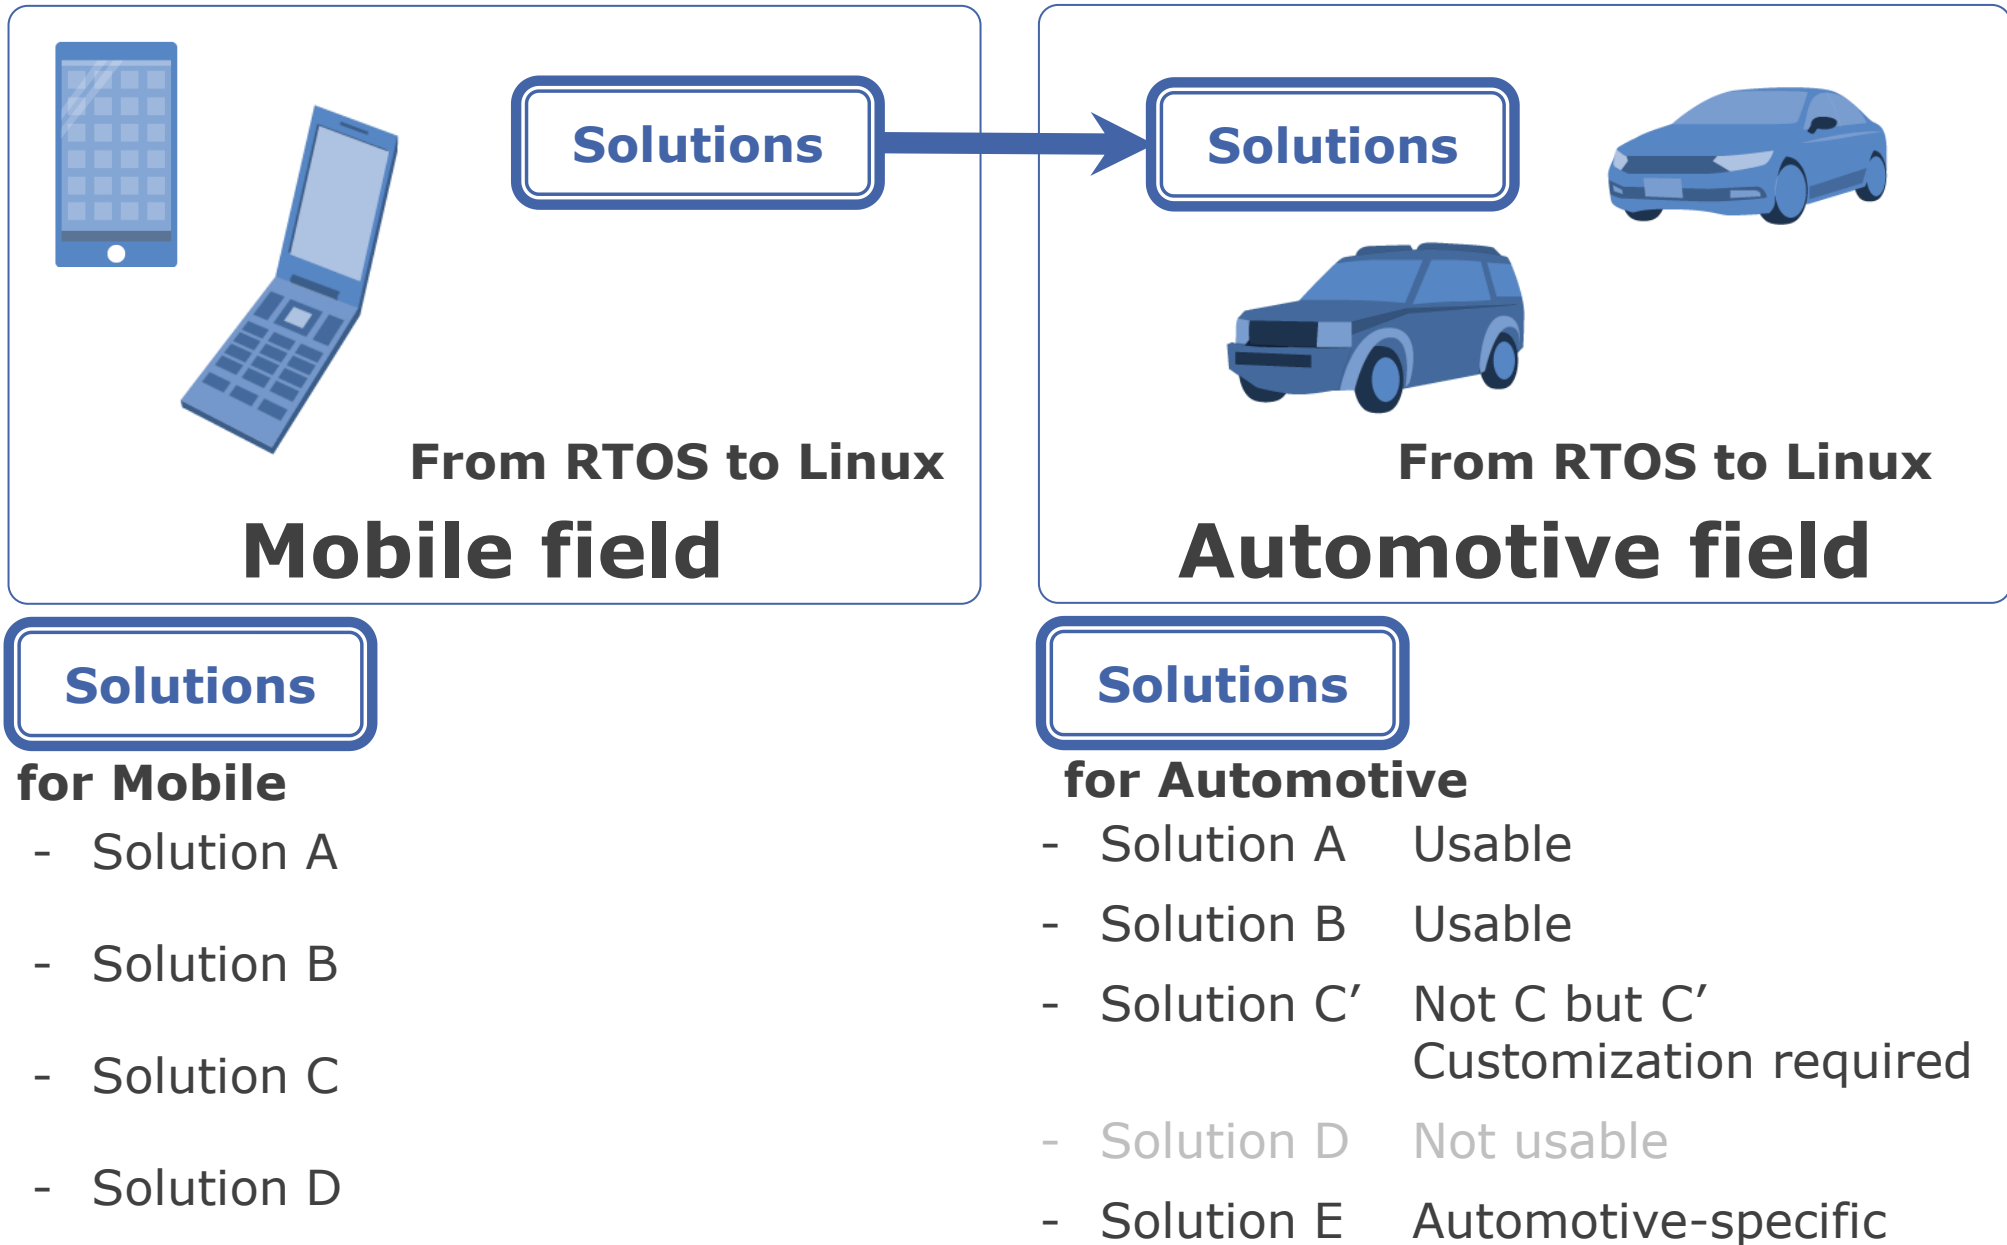 Solutions
From RTOS to Linux
Mobile field
Solutions
From RTOS to Linux
Automotive field
Solutions
for Mobile
- Solution A
- Solution B
- Solution C
- Solution D
Solutions
for Automotive
- Solution A Usable
- Solution B Usable
- Solution C′ Not C but C′
Customization required
- Solution D Not usable
- Solution E Automotive-specific